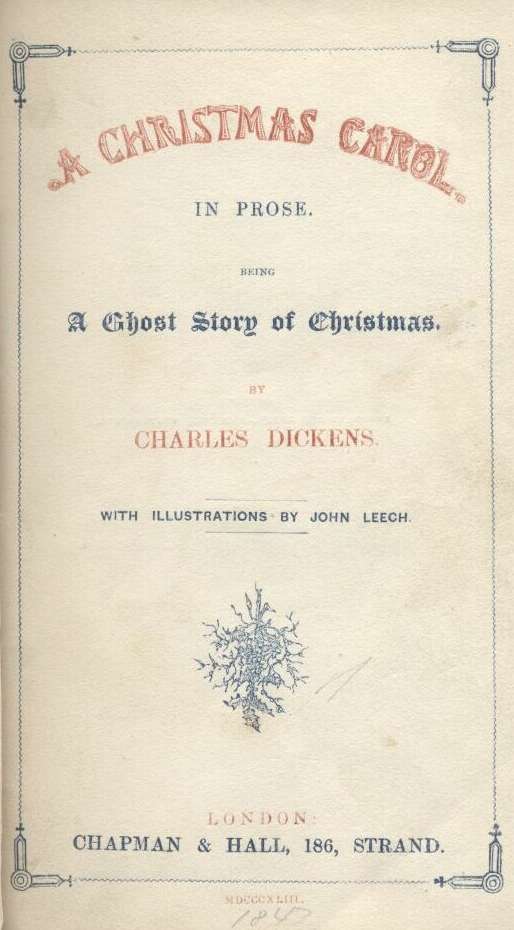 A CHRISTMAS CAROL.
IN PROSE.
BEING
A Ghost Story of Christmas.
BY
CHARLES DICKENS.
WITH ILLUSTRATIONS BY JOHN LEECH.
LONDON:
CHAPMAN & HALL, 186, STRAND.
MDCCCXLIII.